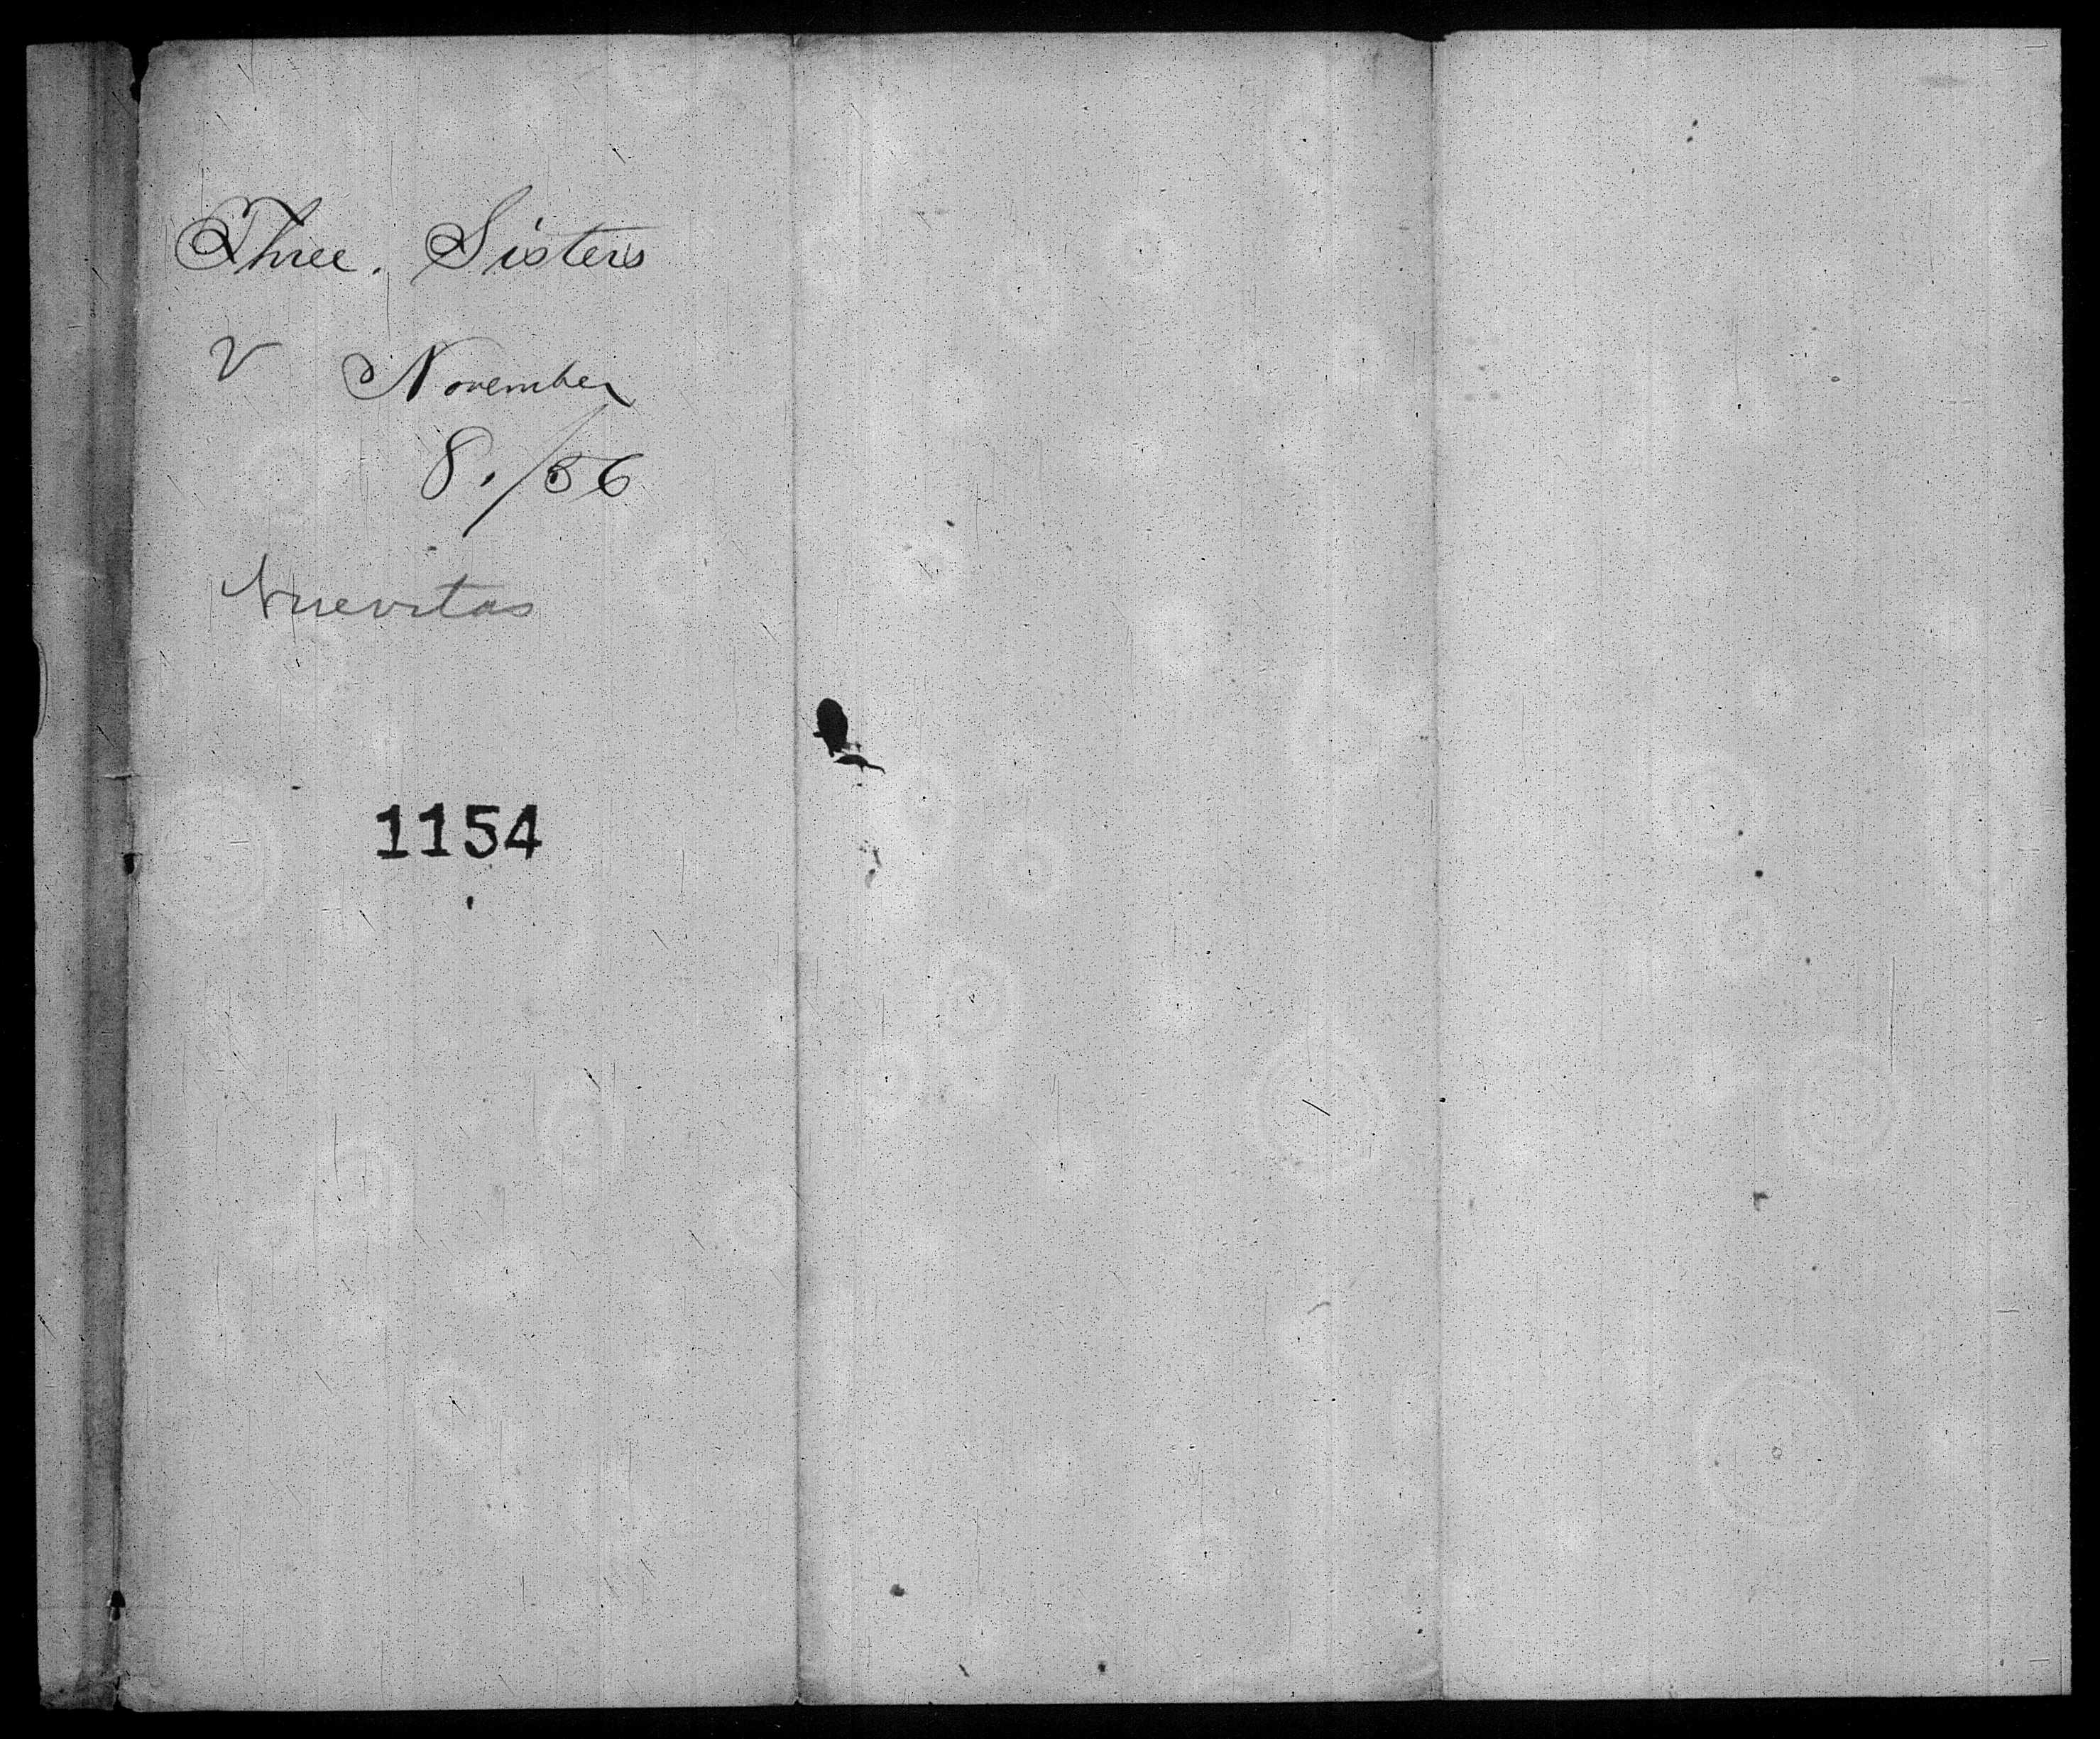 Three. Sisters
V November
8./56
Nuevitas
1154